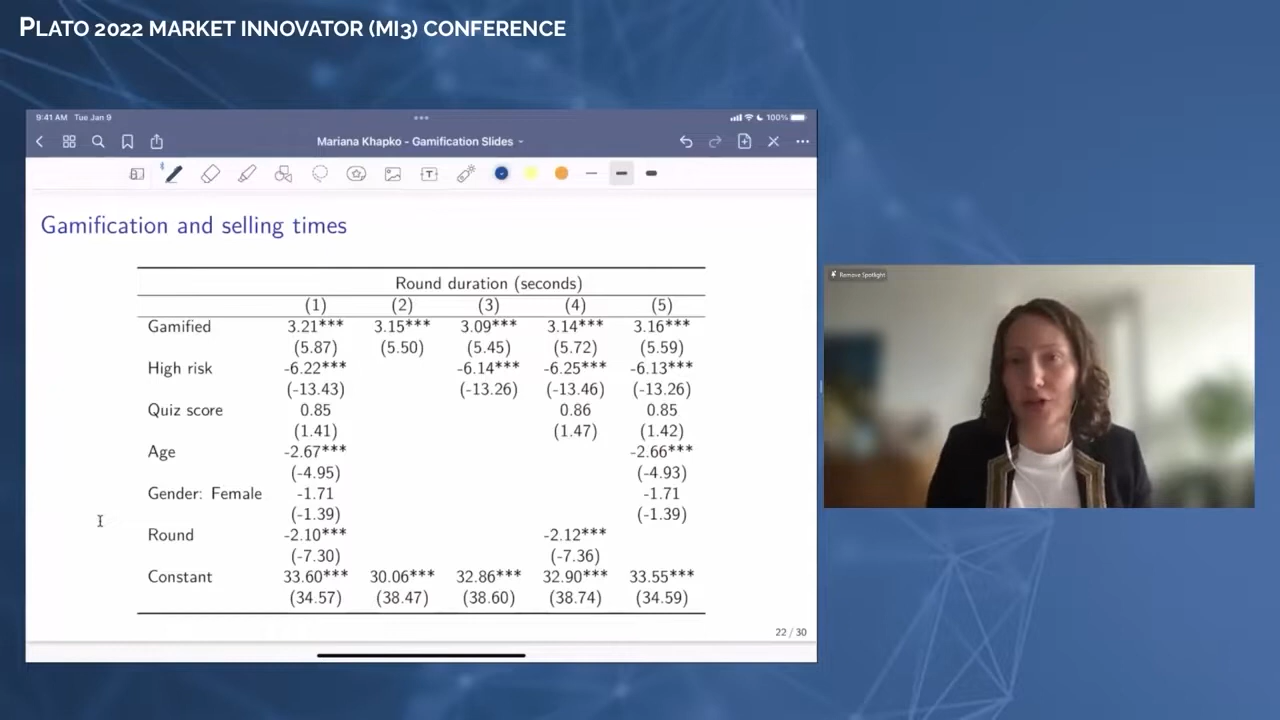 PLATO 2022 MARKET INNOVATOR (MI3) CONFERENCE
9:41 AM Tue Jan 9
100%
Mariana Khapko - Gamification Slides
Gamification and selling times
Round duration (seconds)
(1) (2) (3) (4) (5)
Gamified 3.21*** 3.15*** 3.09*** 3.14*** 3.16***
(5.87) (5.50) (5.45) (5.72) (5.59)
High risk -6.22*** -6.14*** -6.25*** -6.13***
(-13.43) (-13.26) (-13.46) (-13.26)
Quiz score 0.85 0.86 0.85
(1.41) (1.47) (1.42)
Age -2.67*** -2.66***
(-4.95) (-4.93)
Gender: Female -1.71 -1.71
(-1.39) (-1.39)
Round -2.10*** -2.12***
(-7.30) (-7.36)
Constant 33.60*** 30.06*** 32.86*** 32.90*** 33.55***
(34.57) (38.47) (38.60) (38.74) (34.59)
22 / 30
Remove Spotlight